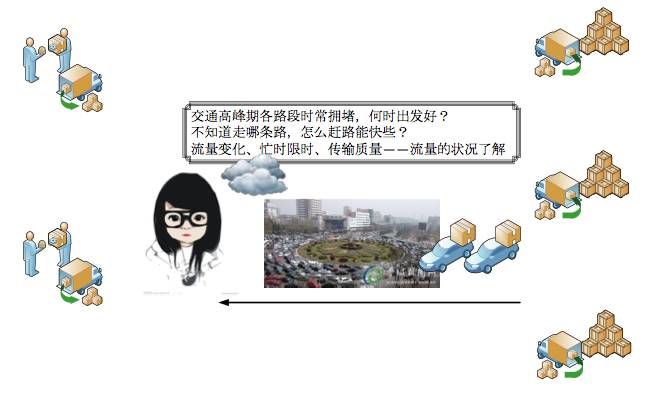 交通高峰期各路段时常拥堵，何时出发好？
不知道走哪条路，怎么赶路能快些？
流量变化、忙时限时、传输质量——流量的状况了解